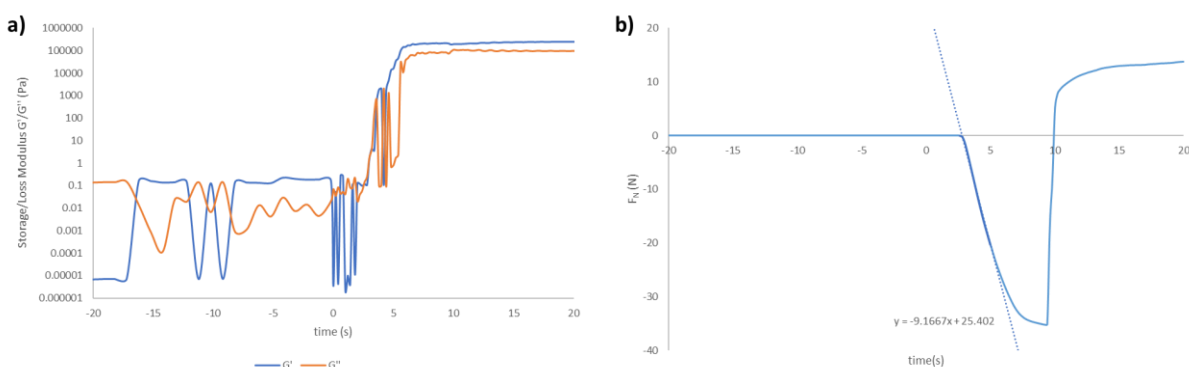 a)
Storage/Loss Modulus G'/G'' (Pa)
1000000
100000
10000
1000
100
10
1
0.1
0.01
0.001
0.0001
0.00001
0.000001
-20 -15 -10 -5 0 5 10 15 20
time (s)
G' G''
b)
F_N (N)
20
10
0
-10
-20
-30
-40
-20 -15 -10 -5 0 5 10 15 20
y = -9.1667x + 25.402
time(s)